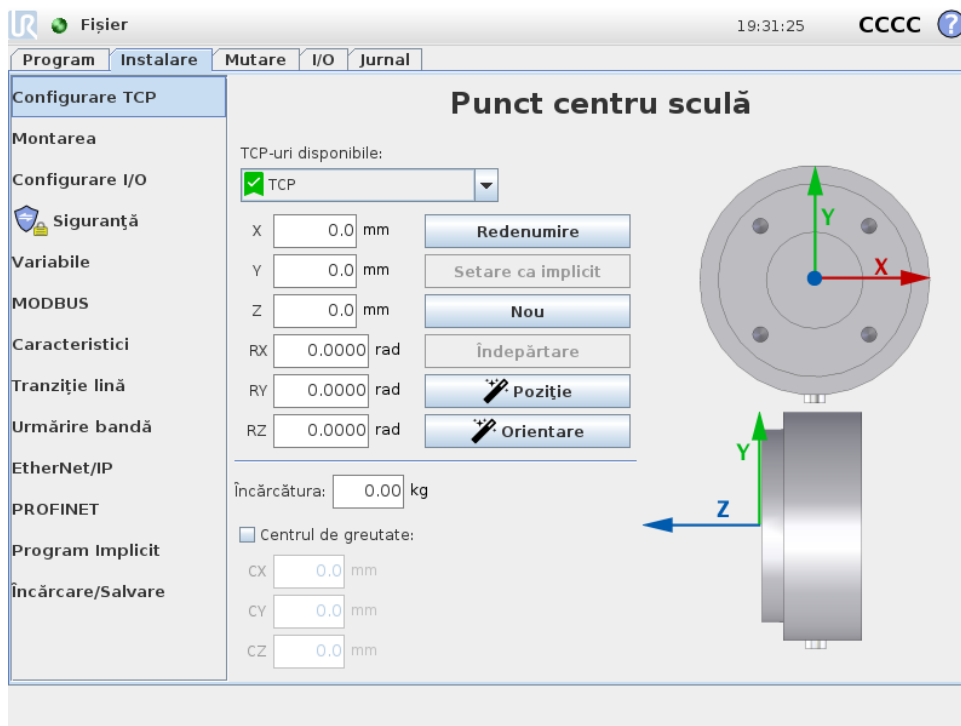 UR Fișier 19:31:25 CCCC ?
Program Instalare Mutare I/O Jurnal
Configurare TCP
Montarea
Configurare I/O
Siguranță
Variabile
MODBUS
Caracteristici
Tranziție lină
Urmărire bandă
EtherNet/IP
PROFINET
Program Implicit
Încărcare/Salvare
Punct centru sculă
TCP-uri disponibile:
TCP
X 0.0 mm Redenumire
Y 0.0 mm Setare ca implicit
Z 0.0 mm Nou
RX 0.0000 rad Îndepărtare
RY 0.0000 rad Poziție
RZ 0.0000 rad Orientare
Încărcătura: 0.00 kg
Centrul de greutate:
CX 0.0 mm
CY 0.0 mm
CZ 0.0 mm
Y
X
Y
Z